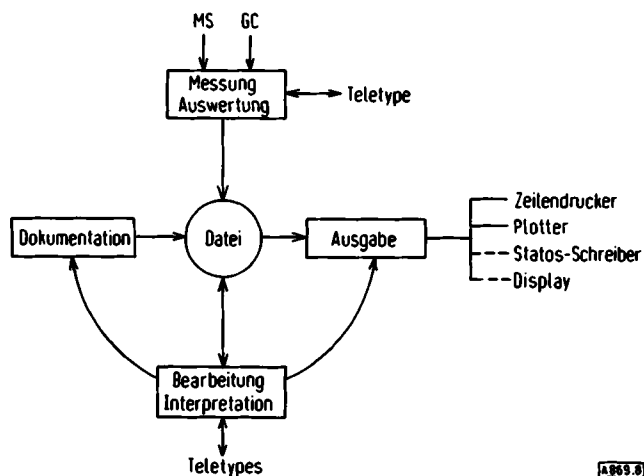 MS GC
Messung
Auswertung
Teletype
Dokumentation
Datei
Ausgabe
Zeilendrucker
Plotter
Statos-Schreiber
Display
Bearbeitung
Interpretation
Teletypes